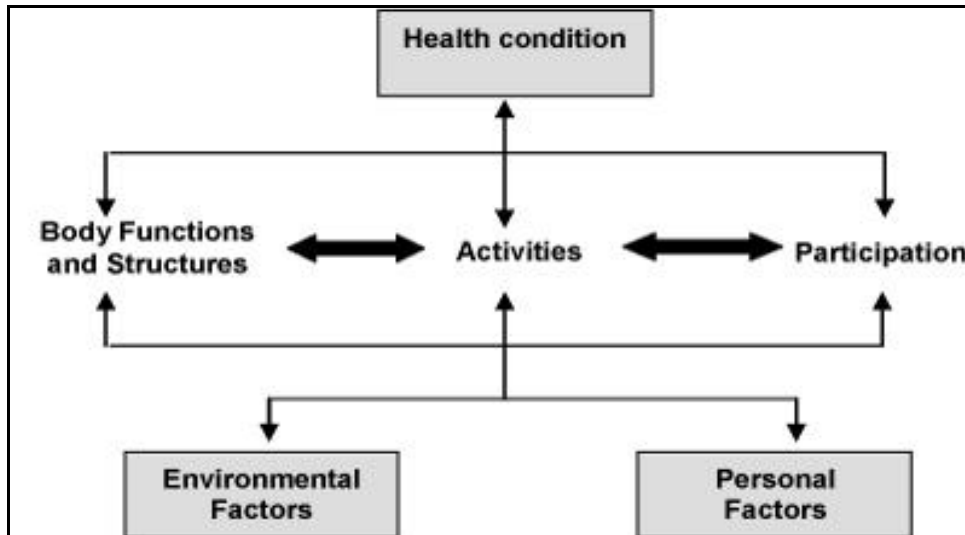 Health condition
Body Functions
and Structures
Activities
Participation
Environmental
Factors
Personal
Factors